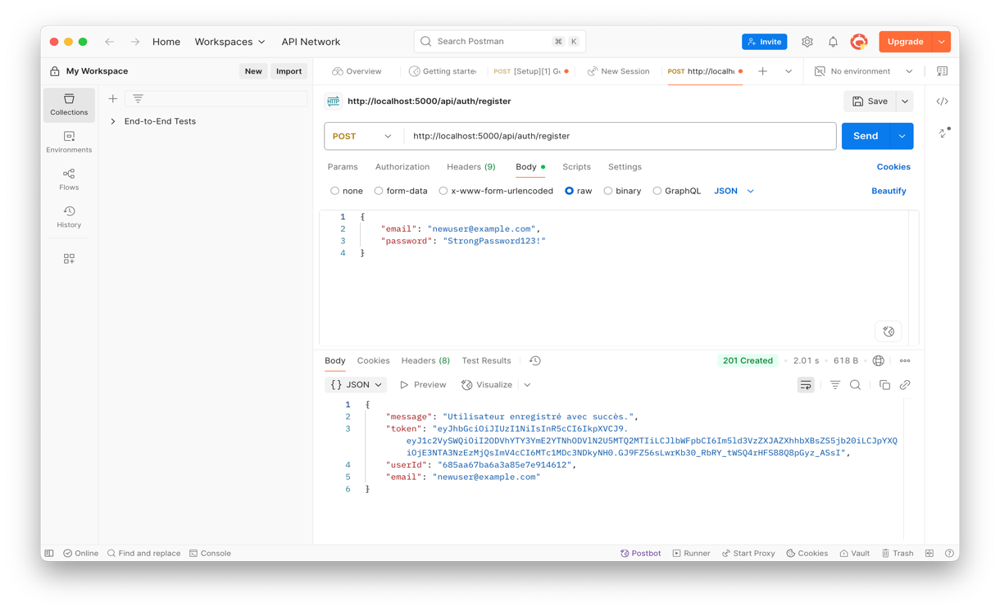 Home
Workspaces
API Network
Search Postman
⌘
K
Invite
Upgrade
My Workspace
New
Import
Overview
Getting starte
POST [Setup][1] G
New Session
POST http://localh
No environment
Collections
Environments
Flows
History
End-to-End Tests
HTTP http://localhost:5000/api/auth/register
Save
POST
http://localhost:5000/api/auth/register
Send
Params
Authorization
Headers (9)
Body
Scripts
Settings
Cookies
none
form-data
x-www-form-urlencoded
raw
binary
GraphQL
JSON
Beautify
1 {
2 "email": "newuser@example.com",
3 "password": "StrongPassword123!"
4 }
Body
Cookies
Headers (8)
Test Results
201 Created
2.01 s
618 B
{} JSON
Preview
Visualize
1 {
2 "message": "Utilisateur enregistré avec succès.",
3 "token": "eyJhbGciOiJIUzI1NiIsInR5cCI6IkpXVCJ9.
eyJ1c2VySWQiOiI2ODVhYTY3YmE2YTNhODVlN2U5MTQ2MTIiLCJlbWFpbCI6Im5ld3VzZXJAZXhhbXBsZS5jb20iLCJpYXQ
iOjE3NTA3NzEzMjQsImV4cCI6MTc1MDc3NDkyNH0.GJ9FZ56sLwrKb30_RbRY_tWSQ4rHFS88Q8pGyz_ASsI",
4 "userId": "685aa67ba6a3a85e7e914612",
5 "email": "newuser@example.com"
6 }
Online
Find and replace
Console
Postbot
Runner
Start Proxy
Cookies
Vault
Trash